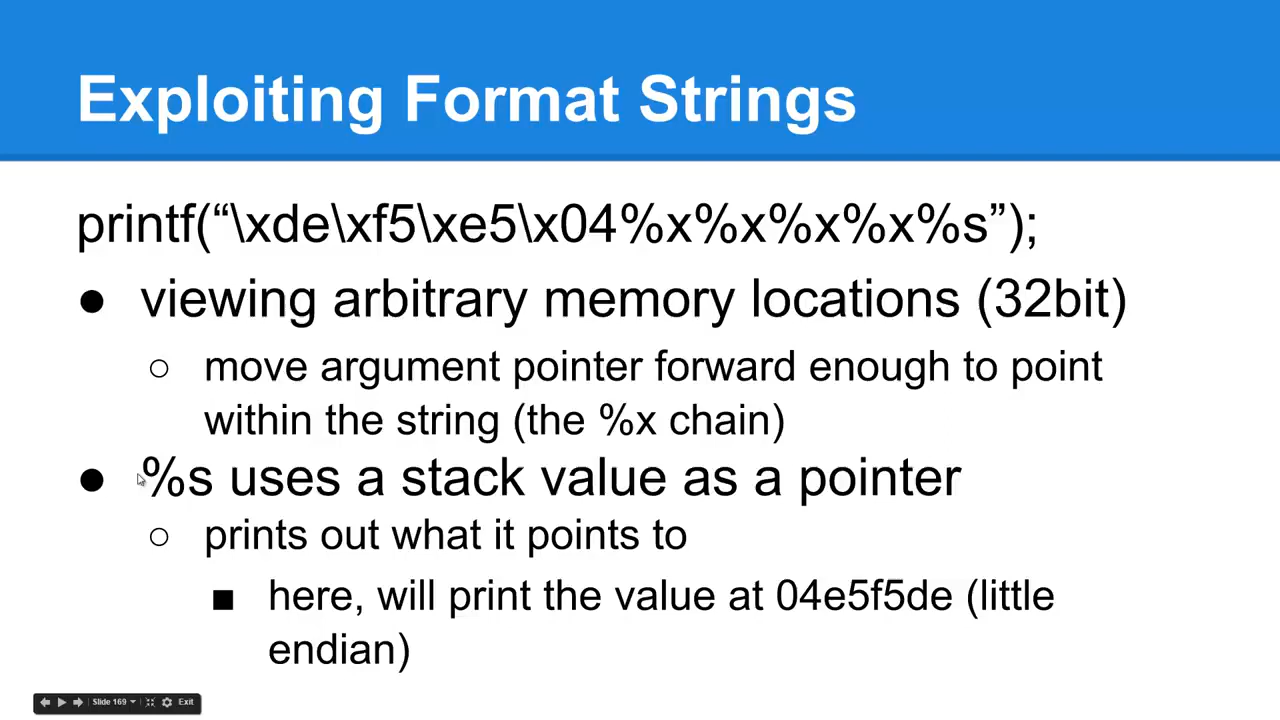 Exploiting Format Strings
printf(“\xde\xf5\xe5\x04%x%x%x%x%s”);
● viewing arbitrary memory locations (32bit)
○ move argument pointer forward enough to point
within the string (the %x chain)
● %s uses a stack value as a pointer
○ prints out what it points to
■ here, will print the value at 04e5f5de (little
endian)
Slide 169 Exit